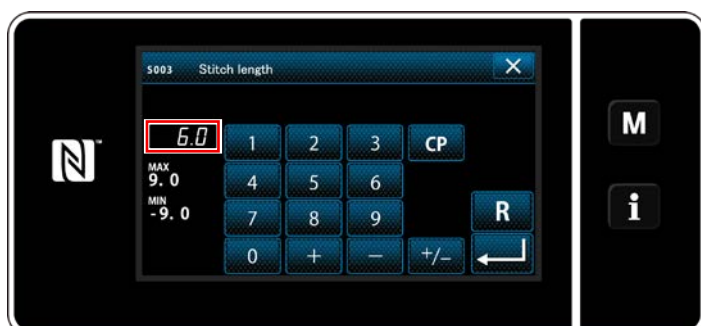 S003 Stitch length X
6.0 1 2 3 CP
MAX
9.0 4 5 6
MIN
-9.0 7 8 9 R
0 + − +/−
N™
M
i